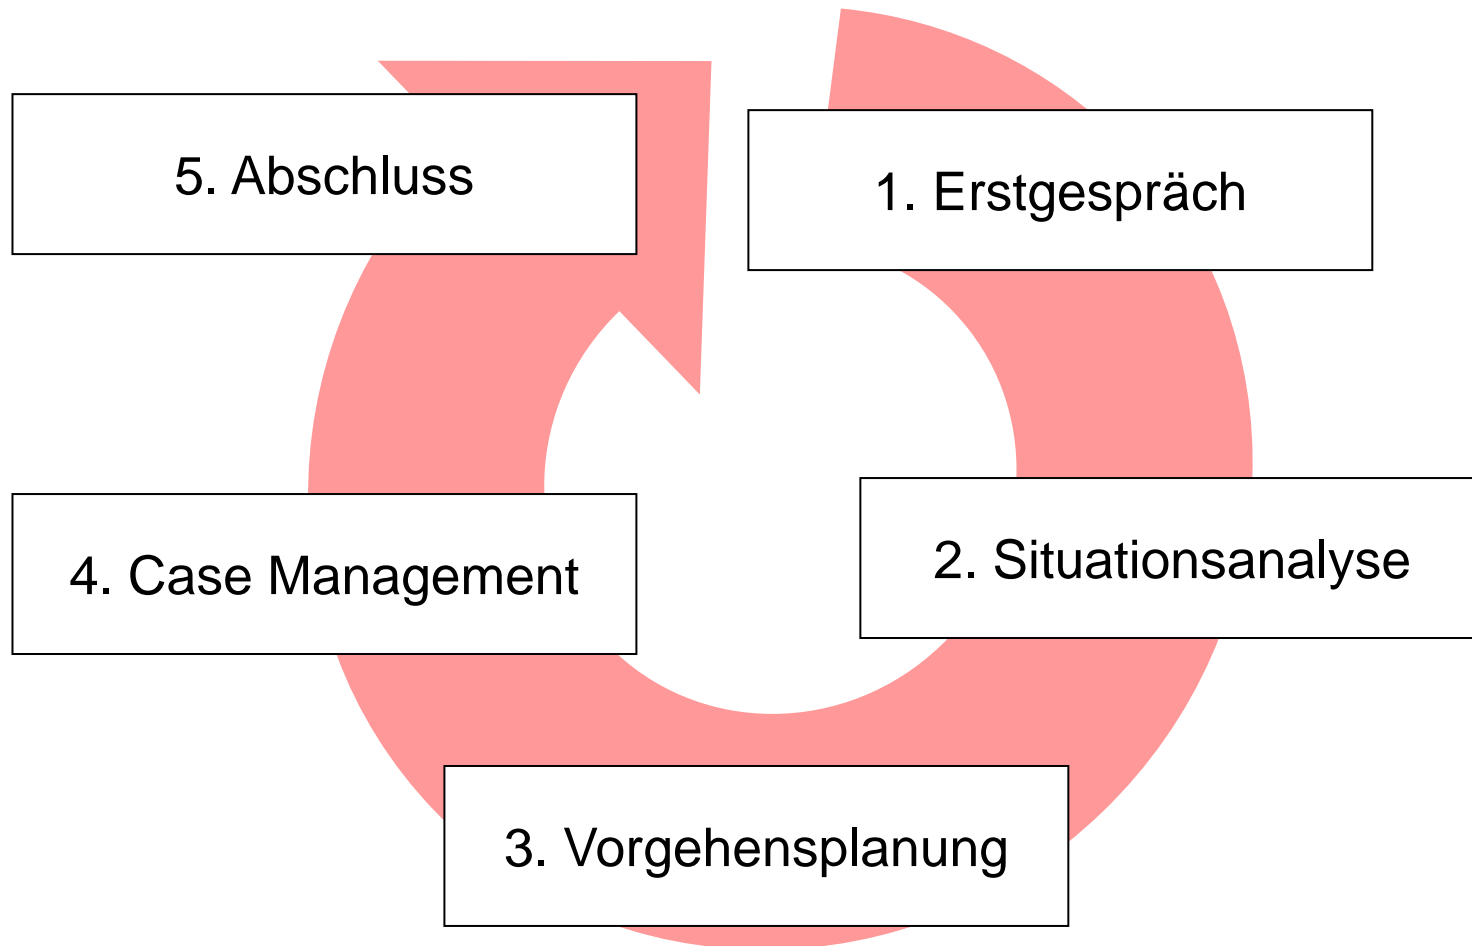 1. Erstgespräch
2. Situationsanalyse
3. Vorgehensplanung
4. Case Management
5. Abschluss